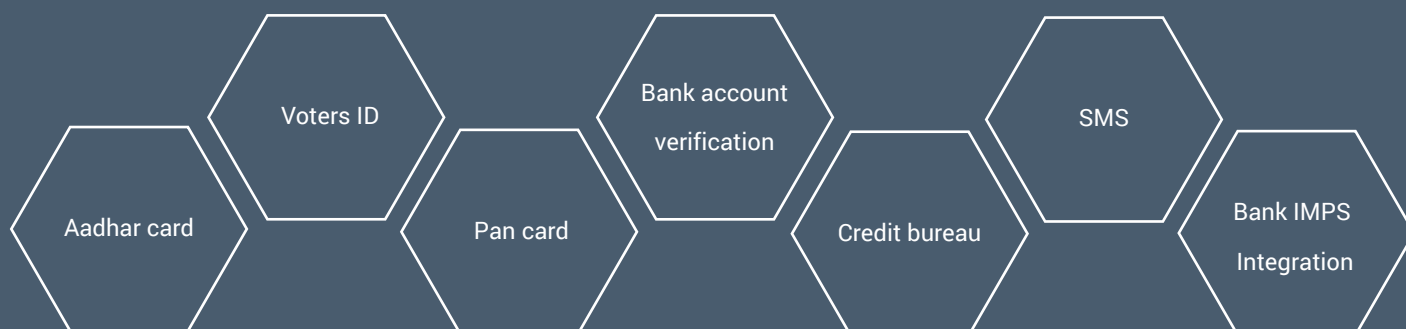 Aadhar card
Voters ID
Pan card
Bank account
verification
Credit bureau
SMS
Bank IMPS
Integration